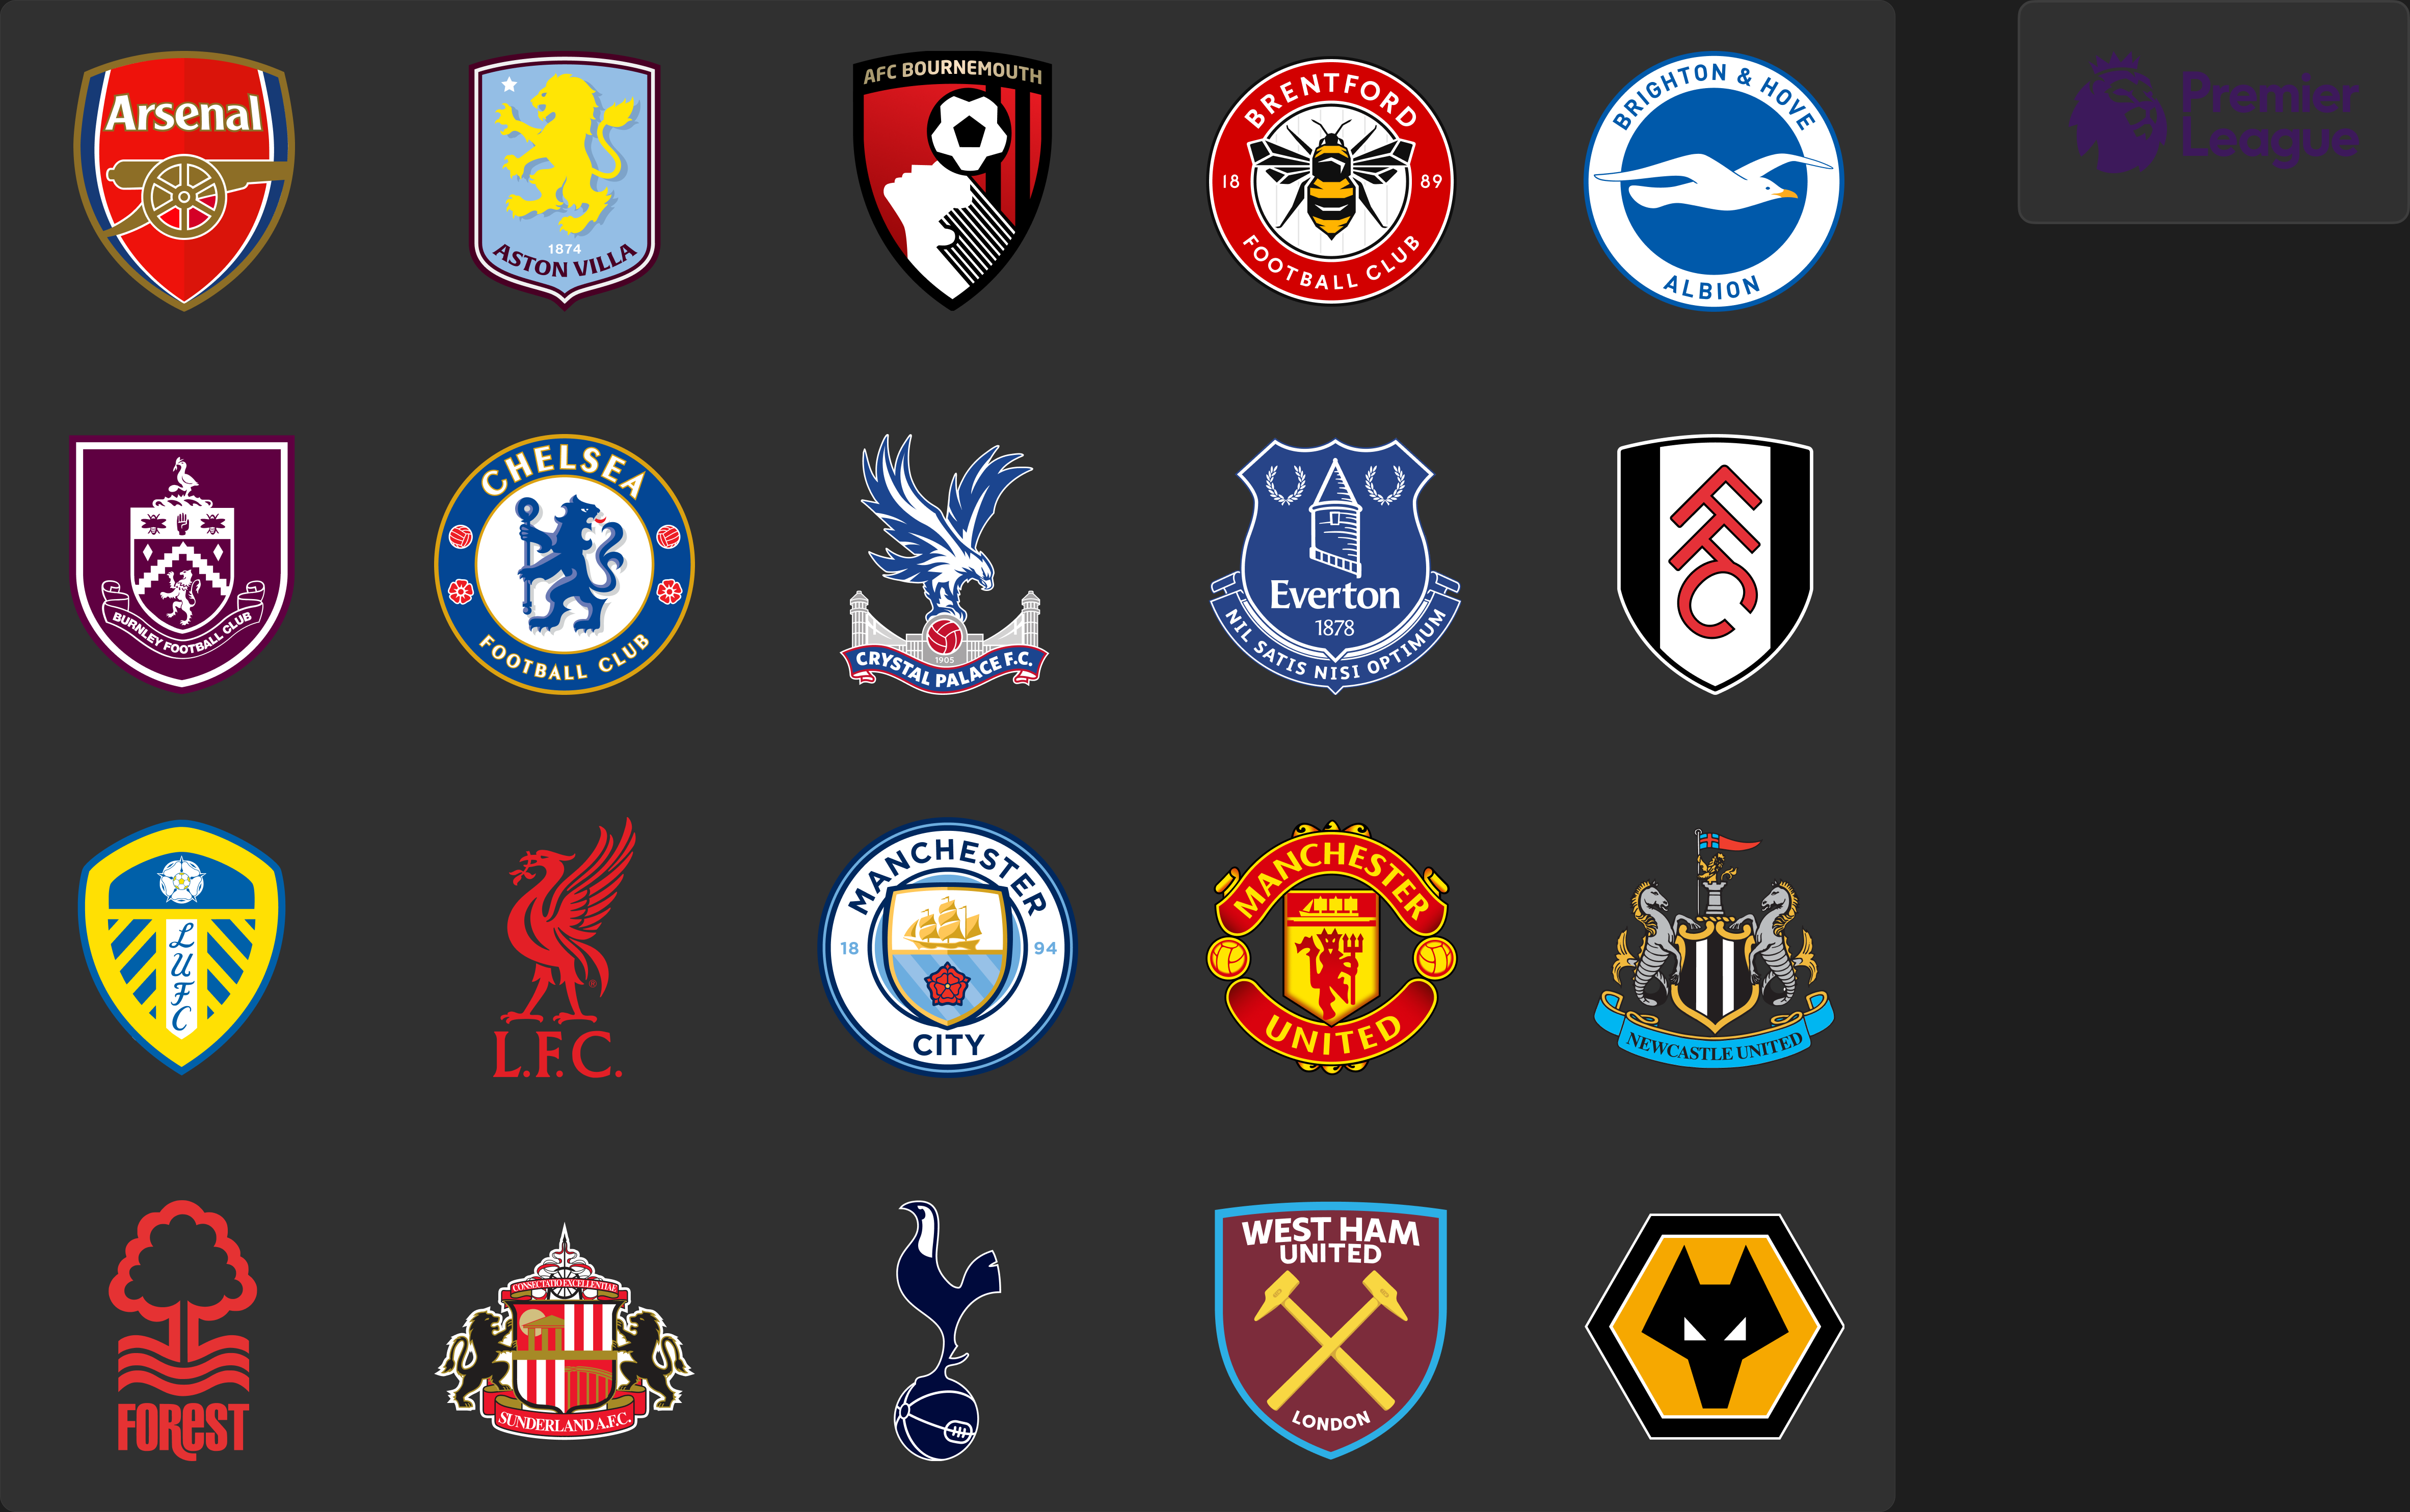 Arsenal
1874
ASTON VILLA
AFC BOURNEMOUTH
BRENTFORD
18 89
FOOTBALL CLUB
BRIGHTON & HOVE
ALBION
Premier
League
BURNLEY FOOTBALL CLUB
CHELSEA
FOOTBALL CLUB
1905
CRYSTAL PALACE F.C.
Everton
1878
NIL SATIS NISI OPTIMUM
FFC
L
U
F
C
®
L.F.C.
MANCHESTER
18 94
CITY
MANCHESTER
UNITED
NEWCASTLE UNITED
FOREST
CONSECTATIO EXCELLENTIAE
SUNDERLAND A.F.C.
WEST HAM
UNITED
LONDON